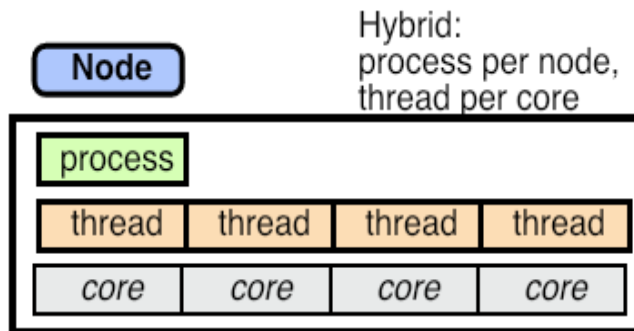 Node
Hybrid:
process per node,
thread per core
process
thread thread thread thread
core core core core